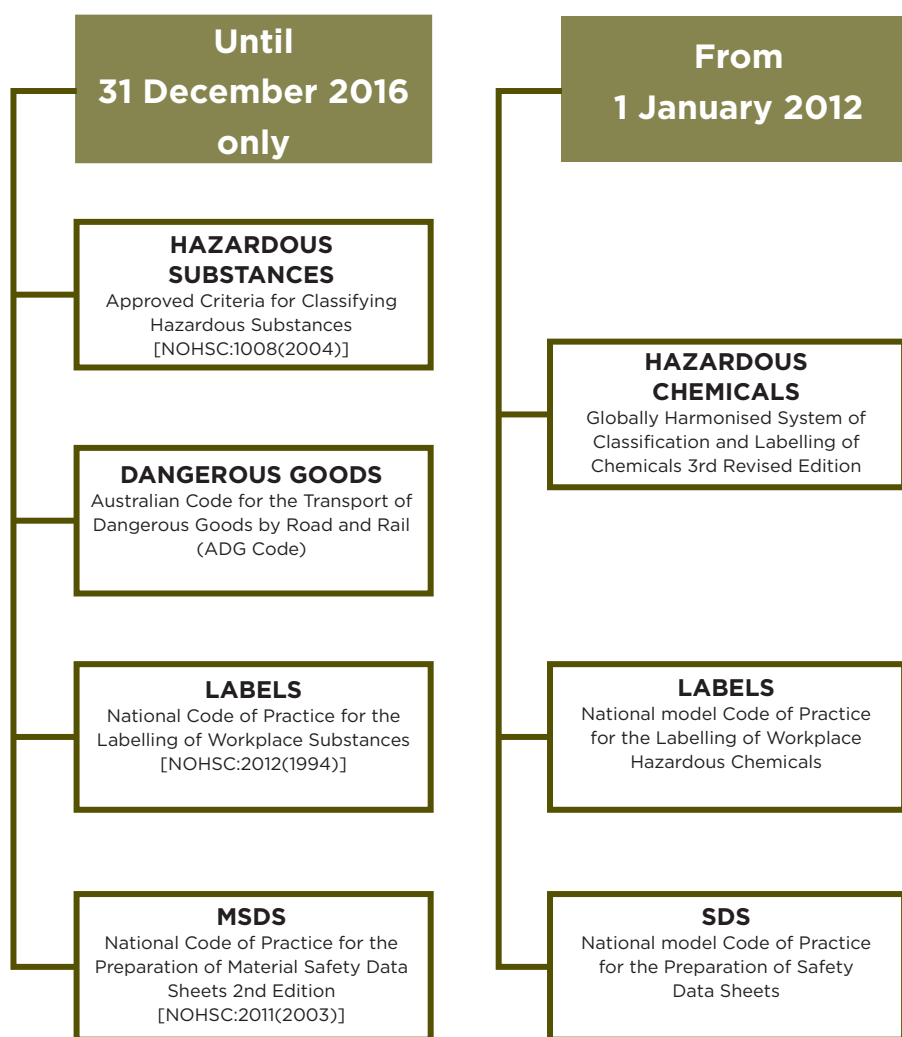 Until
31 December 2016
only
HAZARDOUS
SUBSTANCES
Approved Criteria for Classifying
Hazardous Substances
[NOHSC:1008(2004)]
DANGEROUS GOODS
Australian Code for the Transport of
Dangerous Goods by Road and Rail
(ADG Code)
LABELS
National Code of Practice for the
Labelling of Workplace Substances
[NOHSC:2012(1994)]
MSDS
National Code of Practice for the
Preparation of Material Safety Data
Sheets 2nd Edition
[NOHSC:2011(2003)]
From
1 January 2012
HAZARDOUS
CHEMICALS
Globally Harmonised System of
Classification and Labelling of
Chemicals 3rd Revised Edition
LABELS
National model Code of Practice
for the Labelling of Workplace
Hazardous Chemicals
SDS
National model Code of Practice
for the Preparation of Safety
Data Sheets